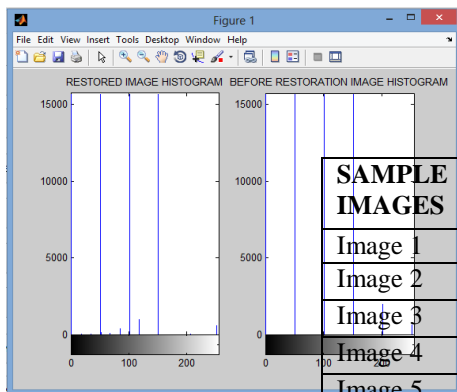 Figure 1
File Edit View Insert Tools Desktop Window Help
RESTORED IMAGE HISTOGRAM BEFORE RESTORATION IMAGE HISTOGRAM
15000 15000
10000 10000
5000 5000
0 0
0 100 200 0 100 200
SAMPLE
IMAGES
Image 1
Image 2
Image 3
Image 4
Image 5